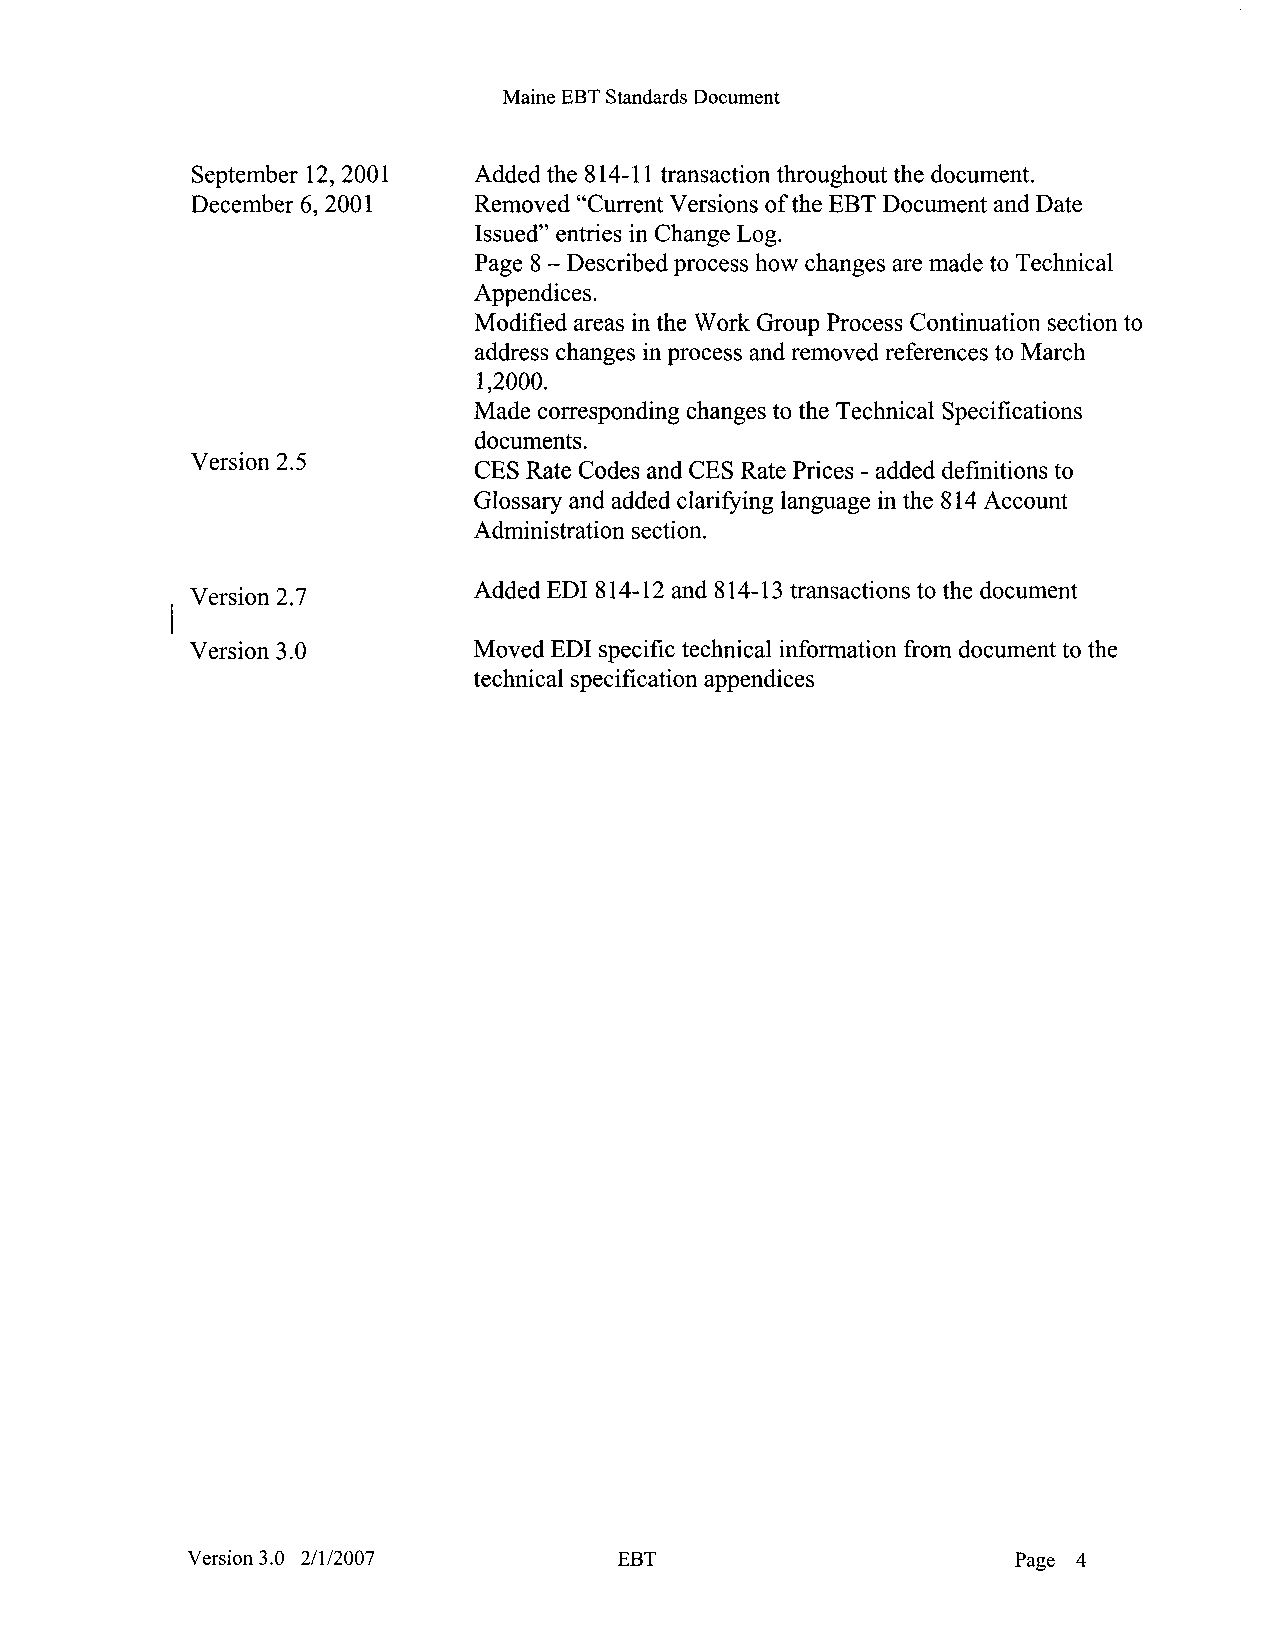 Maine EBT Standards Document
September 12, 2001 Added the 814-11 transaction throughout the document.
December 6, 2001 Removed “Current Versions of the EBT Document and Date
Issued” entries in Change Log.
Page 8 – Described process how changes are made to Technical
Appendices.
Modified areas in the Work Group Process Continuation section to
address changes in process and removed references to March
1,2000.
Made corresponding changes to the Technical Specifications
documents.
Version 2.5 CES Rate Codes and CES Rate Prices - added definitions to
Glossary and added clarifying language in the 814 Account
Administration section.
Version 2.7 Added EDI 814-12 and 814-13 transactions to the document
Version 3.0 Moved EDI specific technical information from document to the
technical specification appendices
Version 3.0 2/1/2007 EBT Page 4